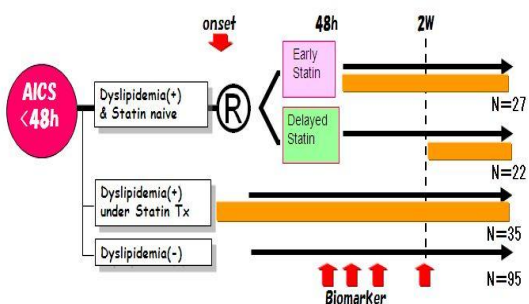 onset
48h
2W
AICS
<48h
Dyslipidemia(+)
& Statin naive
R
Early
Statin
N=27
Delayed
Statin
N=22
Dyslipidemia(+)
under Statin Tx
N=35
Dyslipidemia(-)
N=95
Biomarker